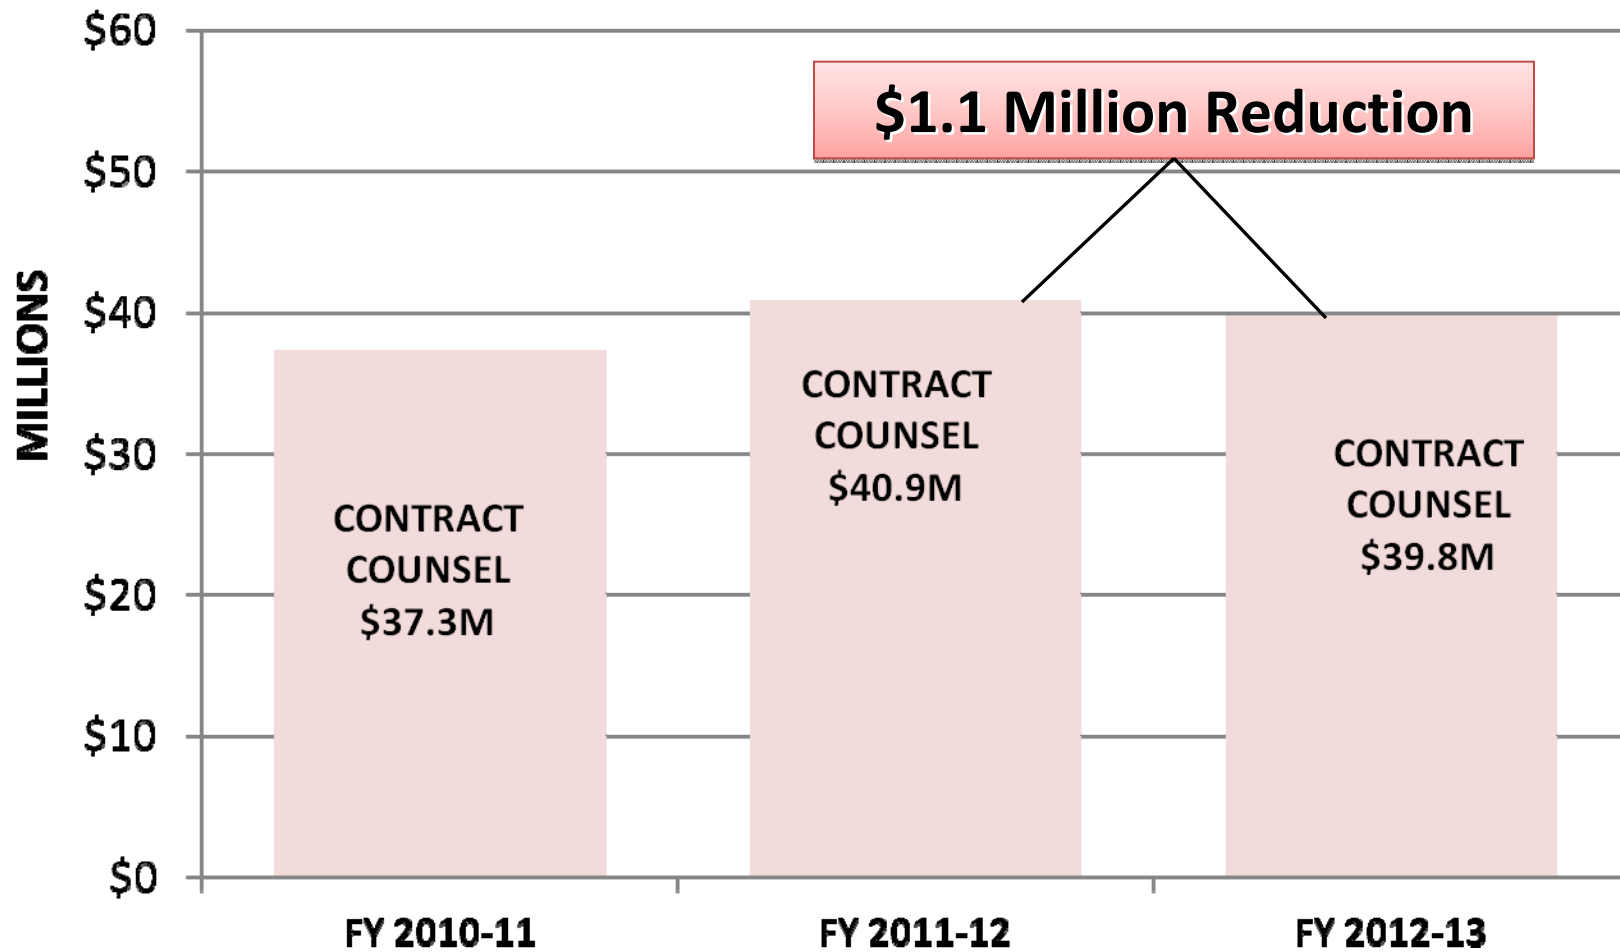 $60
$1.1 Million Reduction
$50
MILLIONS
$40
$30
$20
$10
$0
CONTRACT
COUNSEL
$37.3M
CONTRACT
COUNSEL
$40.9M
CONTRACT
COUNSEL
$39.8M
FY 2010-11
FY 2011-12
FY 2012-13